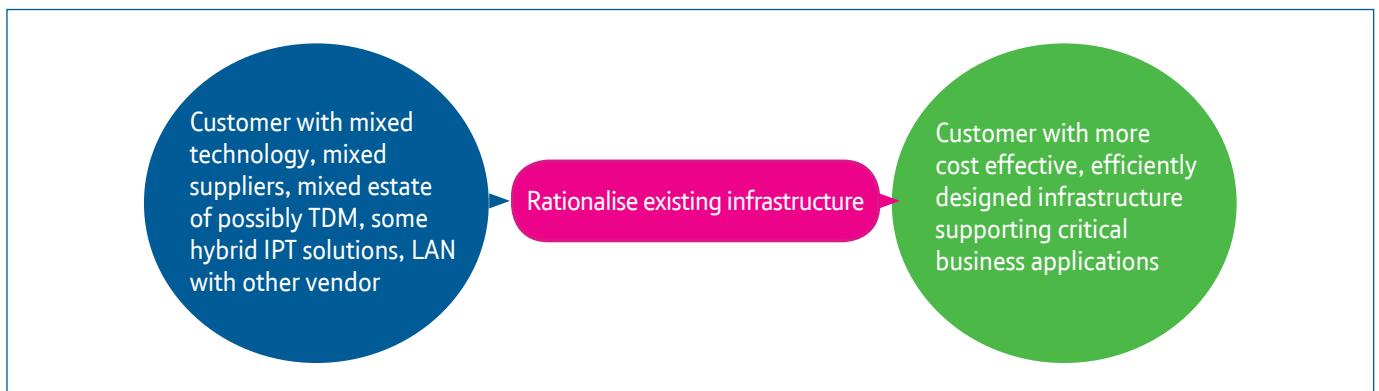 Customer with mixed
technology, mixed
suppliers, mixed estate
of possibly TDM, some
hybrid IPT solutions, LAN
with other vendor
Rationalise existing infrastructure
Customer with more
cost effective, efficiently
designed infrastructure
supporting critical
business applications